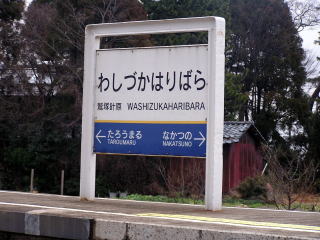 わしづかはりばら
鷲塚針原 WASHIZUKAHARIBARA
← たろうまる なかつの →
TAROUMARU NAKATSUNO